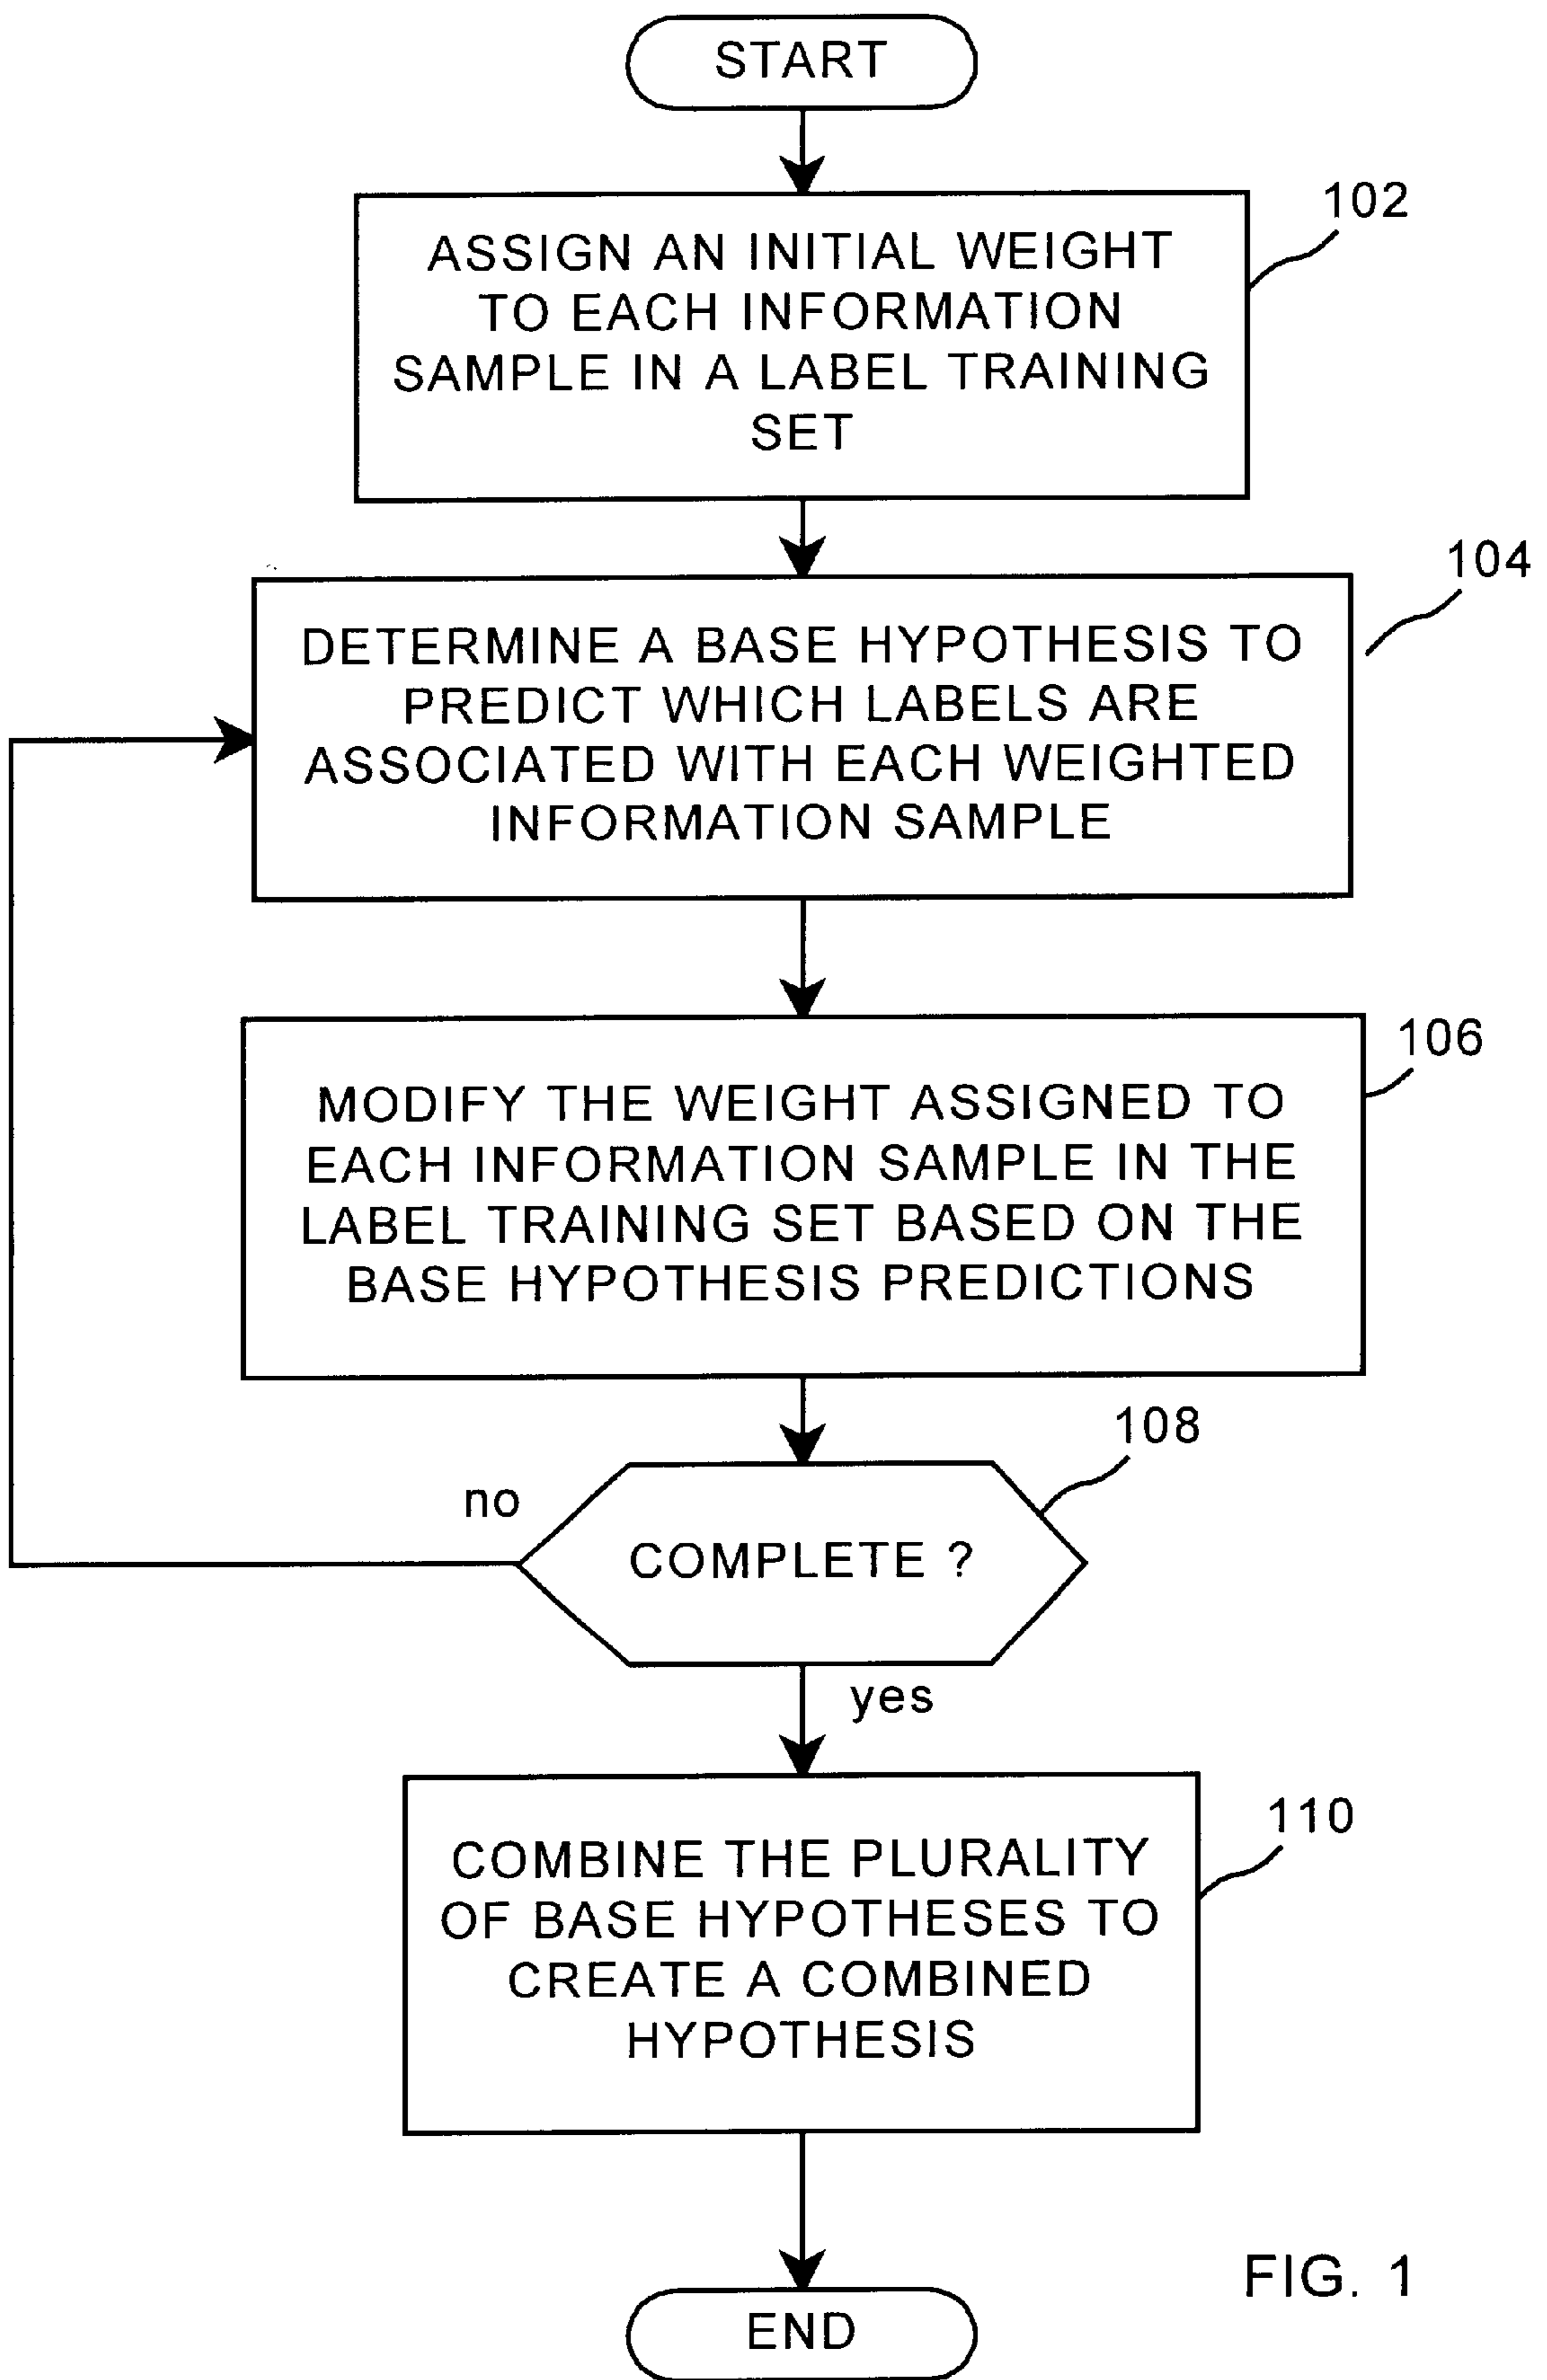 START
102
ASSIGN AN INITIAL WEIGHT
TO EACH INFORMATION
SAMPLE IN A LABEL TRAINING
SET
104
DETERMINE A BASE HYPOTHESIS TO
PREDICT WHICH LABELS ARE
ASSOCIATED WITH EACH WEIGHTED
INFORMATION SAMPLE
106
MODIFY THE WEIGHT ASSIGNED TO
EACH INFORMATION SAMPLE IN THE
LABEL TRAINING SET BASED ON THE
BASE HYPOTHESIS PREDICTIONS
108
no
COMPLETE ?
yes
110
COMBINE THE PLURALITY
OF BASE HYPOTHESES TO
CREATE A COMBINED
HYPOTHESIS
FIG. 1
END